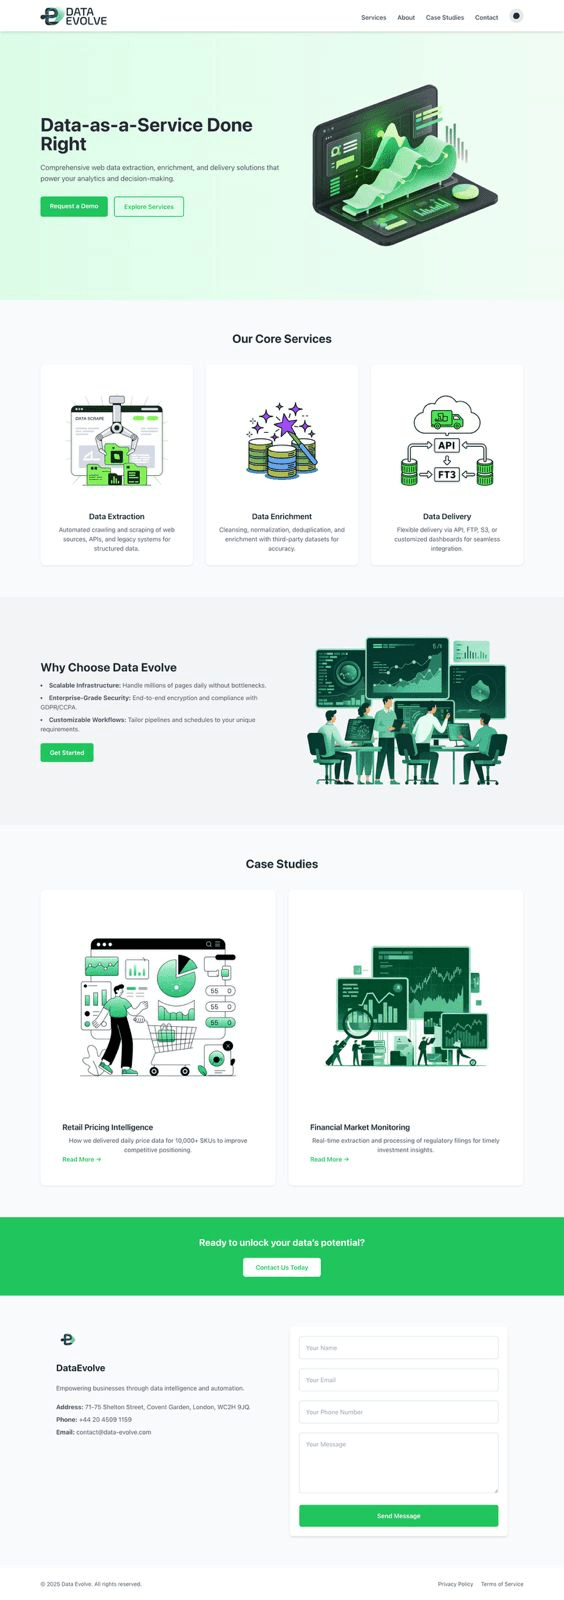 DATA
EVOLVE
Services
About
Case Studies
Contact
Data-as-a-Service Done
Right
Comprehensive web data extraction, enrichment, and delivery solutions that
power your analytics and decision-making.
Request a Demo
Explore Services
Our Core Services
DATA SCRAPE
API
FT3
Data Extraction
Automated crawling and scraping of web
sources, APIs, and legacy systems for
structured data.
Data Enrichment
Cleansing, normalization, deduplication, and
enrichment with third-party datasets for
accuracy.
Data Delivery
Flexible delivery via API, FTP, S3, or
customized dashboards for seamless
integration.
Why Choose Data Evolve
• Scalable Infrastructure: Handle millions of pages daily without bottlenecks.
• Enterprise-Grade Security: End-to-end encryption and compliance with
GDPR/CCPA.
• Customizable Workflows: Tailor pipelines and schedules to your unique
requirements.
Get Started
Case Studies
55 0
55 0
55 0
Retail Pricing Intelligence
How we delivered daily price data for 10,000+ SKUs to improve
competitive positioning.
Read More →
Financial Market Monitoring
Real-time extraction and processing of regulatory filings for timely
investment insights.
Read More →
Ready to unlock your data's potential?
Contact Us Today
DataEvolve
Empowering businesses through data intelligence and automation.
Address: 71-75 Shelton Street, Covent Garden, London, WC2H 9JQ.
Phone: +44 20 4509 1159
Email: contact@data-evolve.com
Your Name
Your Email
Your Phone Number
Your Message
Send Message
© 2025 Data Evolve. All rights reserved.
Privacy Policy
Terms of Service